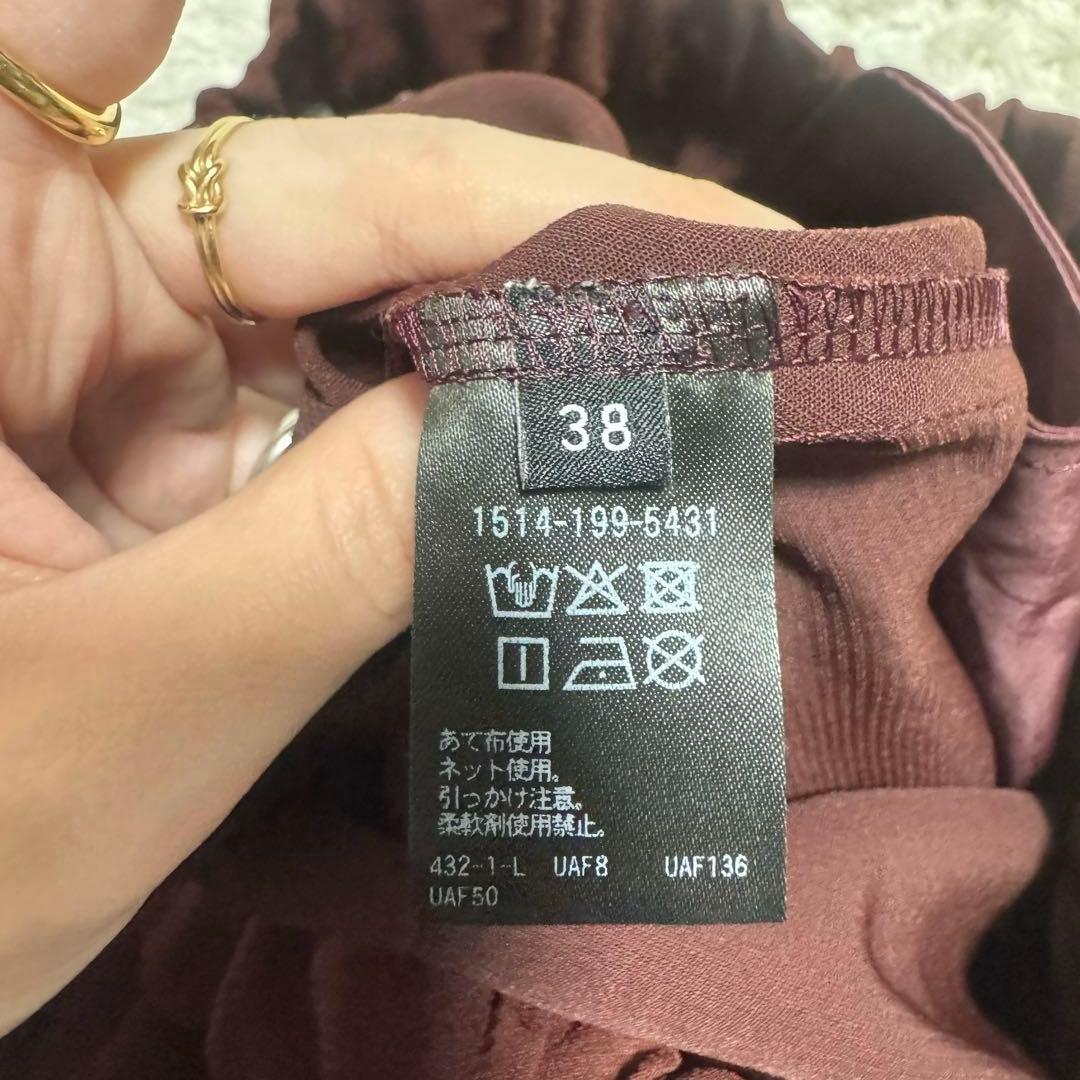 38
1514-199-5431
あて布使用
ネット使用。
引っかけ注意。
柔軟剤使用禁止。
432-1-L UAF8 UAF136
UAF50